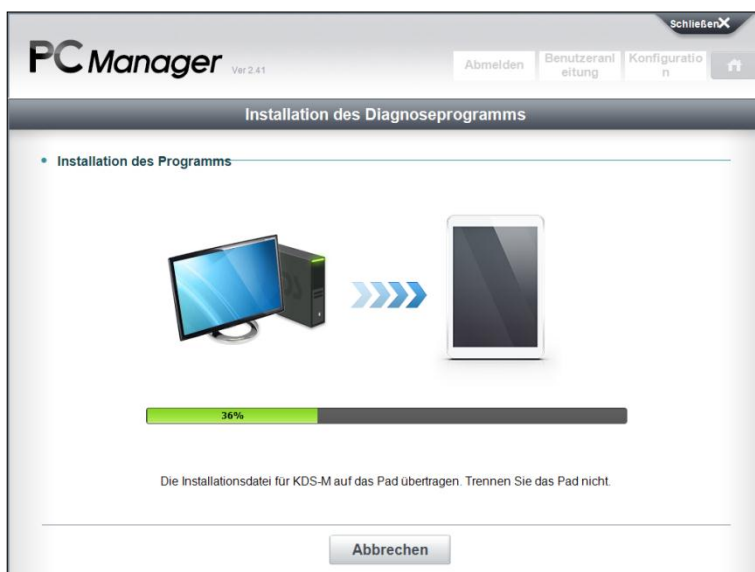 Schließen X
PC Manager Ver 2.41
Abmelden
Benutzeranl
eitung
Konfiguratio
n
Installation des Diagnoseprogramms
Installation des Programms
36%
Die Installationsdatei für KDS-M auf das Pad übertragen. Trennen Sie das Pad nicht.
Abbrechen